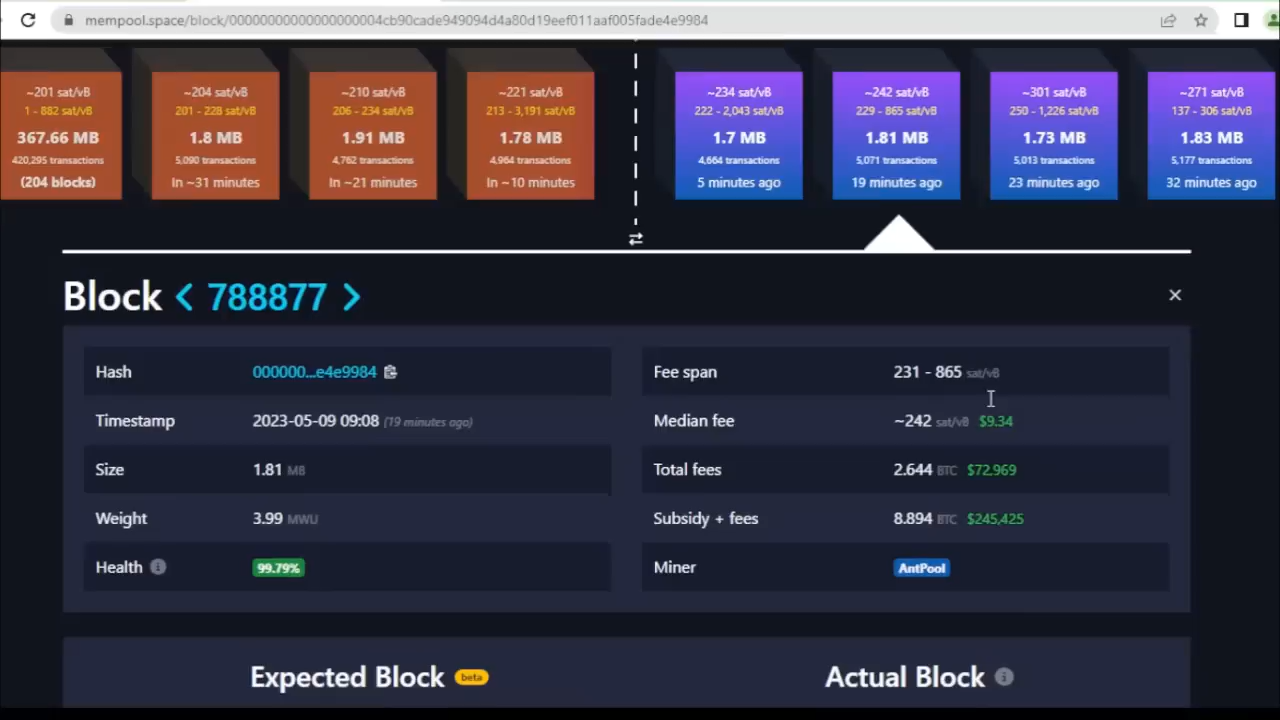 mempool.space/block/00000000000000000004cb90cade949094d4a80d19eef011aaf005fade4e9984
~201 sat/vB
1 - 882 sat/vB
367.66 MB
420,295 transactions
(204 blocks)
~204 sat/vB
201 - 228 sat/vB
1.8 MB
5,090 transactions
In ~31 minutes
~210 sat/vB
206 - 234 sat/vB
1.91 MB
4,762 transactions
In ~21 minutes
~221 sat/vB
213 - 3,191 sat/vB
1.78 MB
4,964 transactions
In ~10 minutes
~234 sat/vB
222 - 2,043 sat/vB
1.7 MB
4,664 transactions
5 minutes ago
~242 sat/vB
229 - 865 sat/vB
1.81 MB
5,071 transactions
19 minutes ago
~301 sat/vB
250 - 1,226 sat/vB
1.73 MB
5,013 transactions
23 minutes ago
~271 sat/vB
137 - 306 sat/vB
1.83 MB
5,177 transactions
32 minutes ago
Block < 788877 >
Hash 000000...e4e9984
Timestamp 2023-05-09 09:08 (19 minutes ago)
Size 1.81 MB
Weight 3.99 MWU
Health 99.79%
Fee span 231 - 865 sat/vB
Median fee ~242 sat/vB $9.34
Total fees 2.644 BTC $72,969
Subsidy + fees 8.894 BTC $245,425
Miner AntPool
Expected Block beta
Actual Block